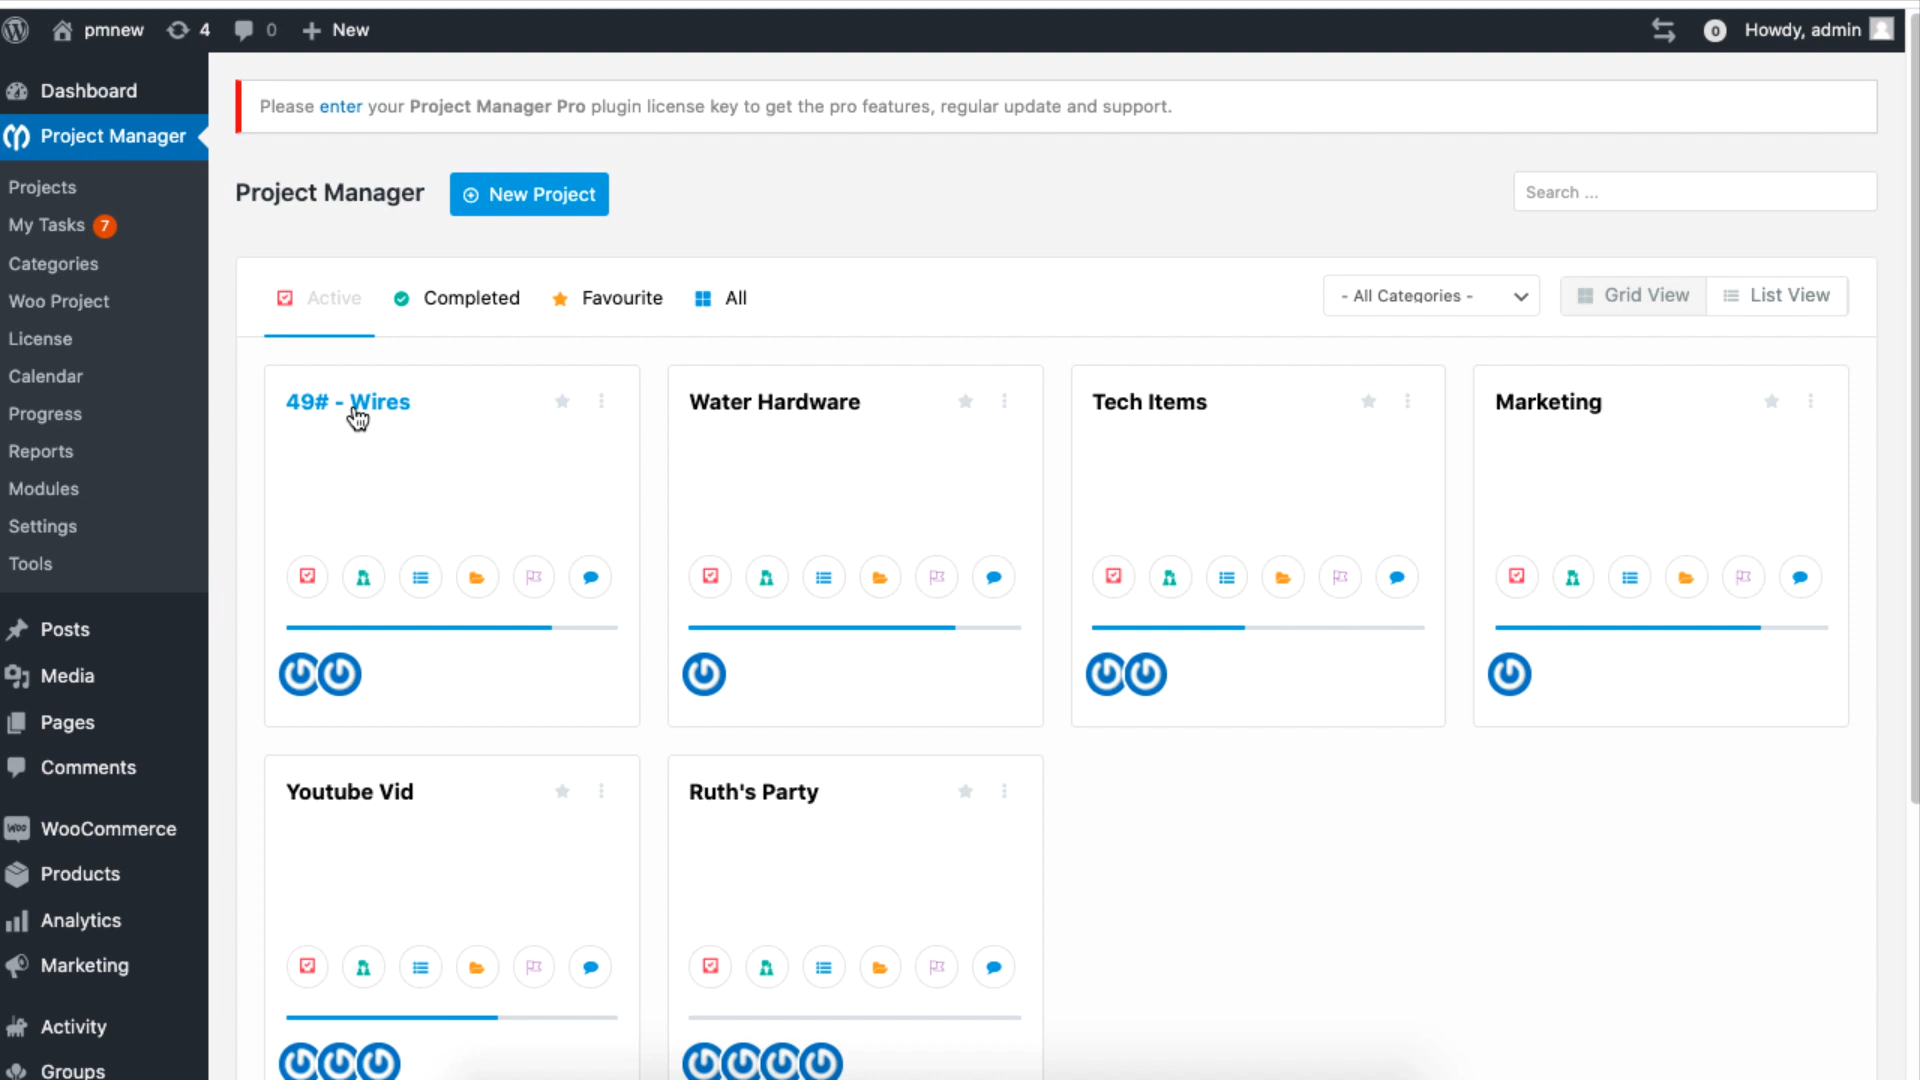 pmnew
4
0
New
0
Howdy, admin
Dashboard
Project Manager
Projects
My Tasks 7
Categories
Woo Project
License
Calendar
Progress
Reports
Modules
Settings
Tools
Posts
Media
Pages
Comments
Woo WooCommerce
Products
Analytics
Marketing
Activity
Groups
Please enter your Project Manager Pro plugin license key to get the pro features, regular update and support.
Project Manager
New Project
Search ...
Active
Completed
Favourite
All
- All Categories -
Grid View
List View
49# - Wires
Water Hardware
Tech Items
Marketing
Youtube Vid
Ruth's Party